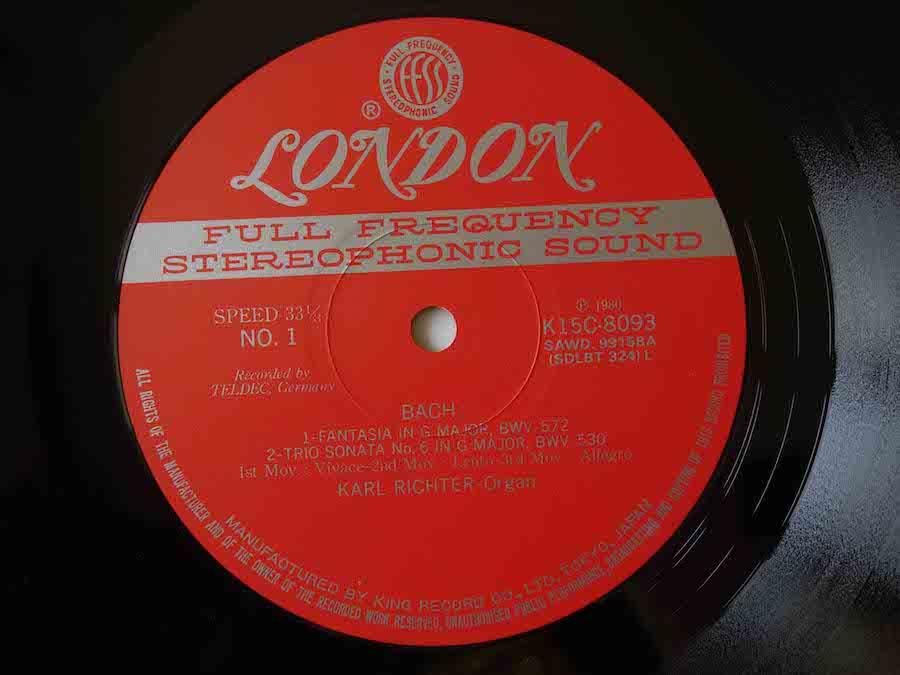 FULL FREQUENCY
FFSS
STEREOPHONIC SOUND
®
LONDON
FULL FREQUENCY
STEREOPHONIC SOUND
SPEED 33⅓
NO. 1
Recorded by
TELDEC, Germany
℗ 1980
K15C-8093
SAWD. 9915BA
(SDLBT 324) L
BACH
1-FANTASIA IN G MAJOR, BWV 572
2-TRIO SONATA No. 6 IN G MAJOR, BWV 530
1st Mov : Vivace-2nd Mov : Lento-3rd Mov : Allegro
KARL RICHTER-Organ
MANUFACTURED BY KING RECORD CO., LTD. TOKYO, JAPAN
ALL RIGHTS OF THE MANUFACTURER AND OF THE OWNER OF THE RECORDED WORK RESERVED. UNAUTHORISED PUBLIC PERFORMANCE, BROADCASTING AND COPYING OF THIS RECORD PROHIBITED